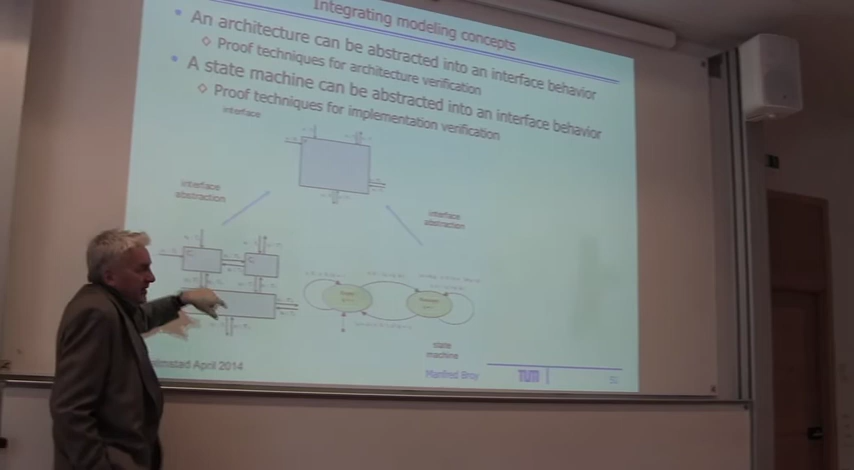 Integrating modeling concepts
An architecture can be abstracted into an interface behavior
Proof techniques for architecture verification
A state machine can be abstracted into an interface behavior
Proof techniques for implementation verification
interface
interface
abstraction
interface
abstraction
state
machine
April 2014
Manfred Broy
TUM